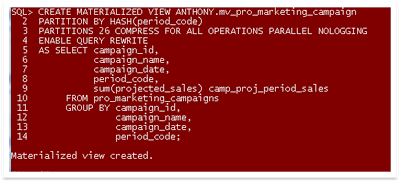 SQL> CREATE MATERIALIZED VIEW ANTHONY.mv_pro_marketing_campaign
2 PARTITION BY HASH(period_code)
3 PARTITIONS 26 COMPRESS FOR ALL OPERATIONS PARALLEL NOLOGGING
4 ENABLE QUERY REWRITE
5 AS SELECT campaign_id,
6 campaign_name,
7 campaign_date,
8 period_code,
9 sum(projected_sales) camp_proj_period_sales
10 FROM pro_marketing_campaigns
11 GROUP BY campaign_id,
12 campaign_name,
13 campaign_date,
14 period_code;
Materialized view created.